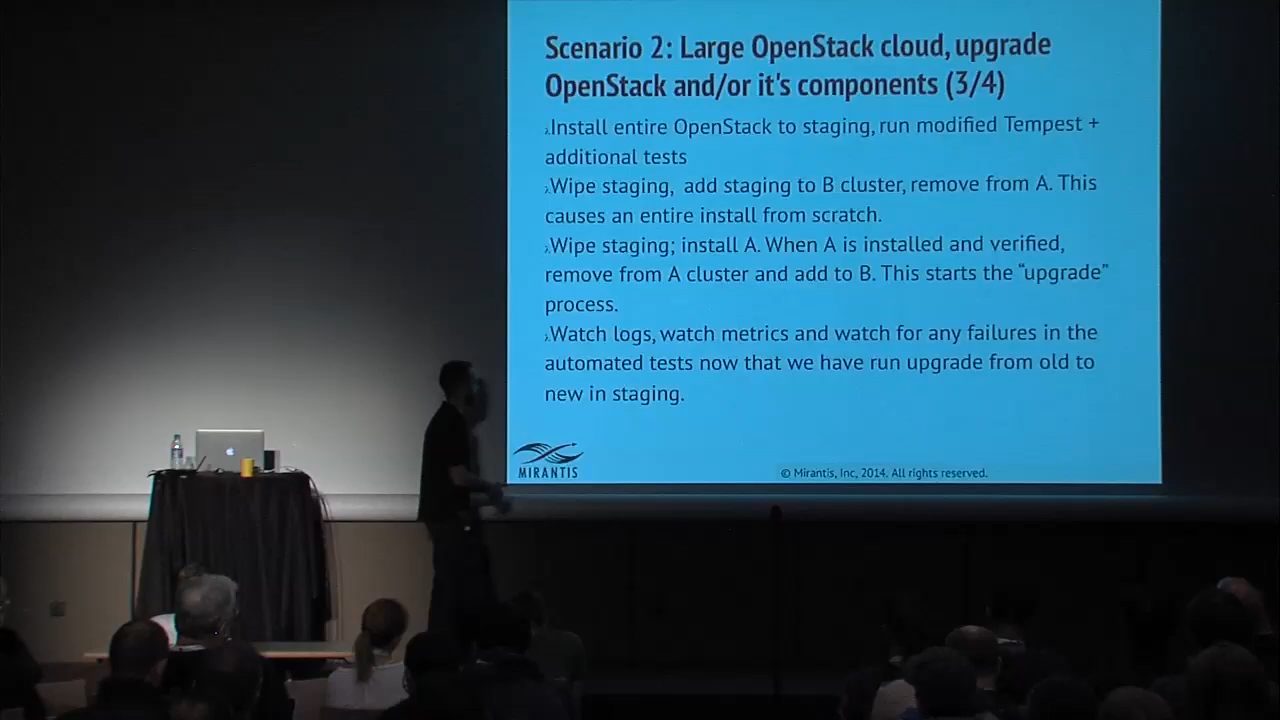 Scenario 2: Large OpenStack cloud, upgrade
OpenStack and/or it's components (3/4)
Install entire OpenStack to staging, run modified Tempest +
additional tests
Wipe staging, add staging to B cluster, remove from A. This
causes an entire install from scratch.
Wipe staging; install A. When A is installed and verified,
remove from A cluster and add to B. This starts the “upgrade”
process.
Watch logs, watch metrics and watch for any failures in the
automated tests now that we have run upgrade from old to
new in staging.
MIRANTIS
© Mirantis, Inc, 2014. All rights reserved.